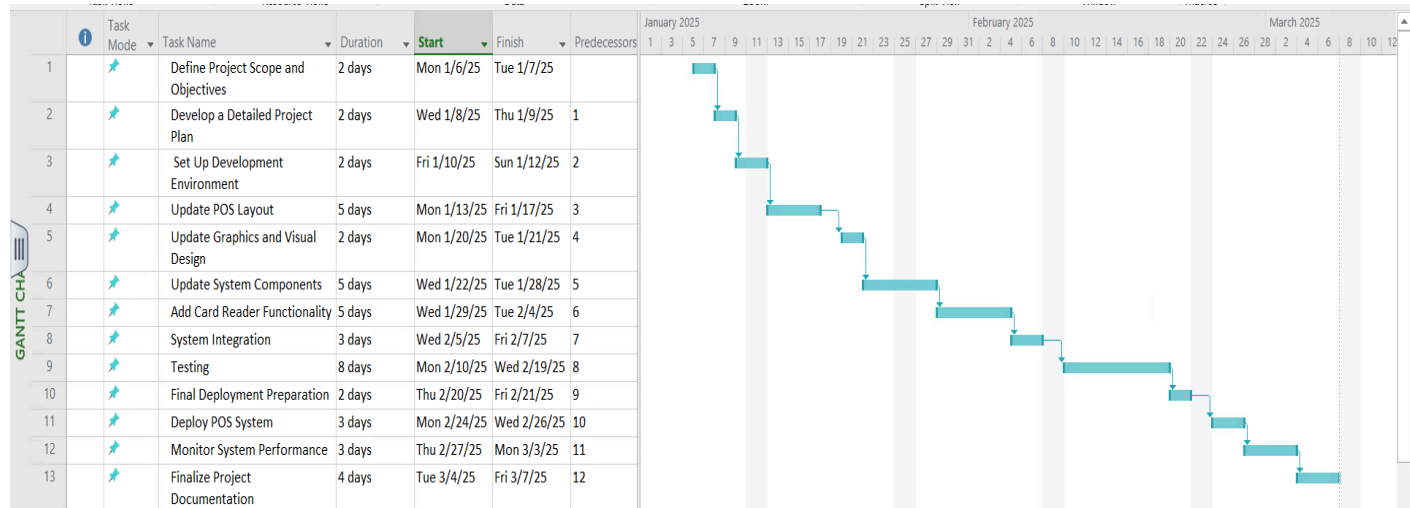 Task
Mode
Task Name
Duration
Start
Finish
Predecessors
January 2025
February 2025
March 2025
1 3 5 7 9 11 13 15 17 19 21 23 25 27 29 31 2 4 6 8 10 12 14 16 18 20 22 24 26 28 2 4 6 8 10 12
1 Define Project Scope and 2 days Mon 1/6/25 Tue 1/7/25
Objectives
2 Develop a Detailed Project 2 days Wed 1/8/25 Thu 1/9/25 1
Plan
3 Set Up Development 2 days Fri 1/10/25 Sun 1/12/25 2
Environment
4 Update POS Layout 5 days Mon 1/13/25 Fri 1/17/25 3
5 Update Graphics and Visual 2 days Mon 1/20/25 Tue 1/21/25 4
Design
6 Update System Components 5 days Wed 1/22/25 Tue 1/28/25 5
7 Add Card Reader Functionality 5 days Wed 1/29/25 Tue 2/4/25 6
8 System Integration 3 days Wed 2/5/25 Fri 2/7/25 7
9 Testing 8 days Mon 2/10/25 Wed 2/19/25 8
10 Final Deployment Preparation 2 days Thu 2/20/25 Fri 2/21/25 9
11 Deploy POS System 3 days Mon 2/24/25 Wed 2/26/25 10
12 Monitor System Performance 3 days Thu 2/27/25 Mon 3/3/25 11
13 Finalize Project 4 days Tue 3/4/25 Fri 3/7/25 12
Documentation
GANTT CHA